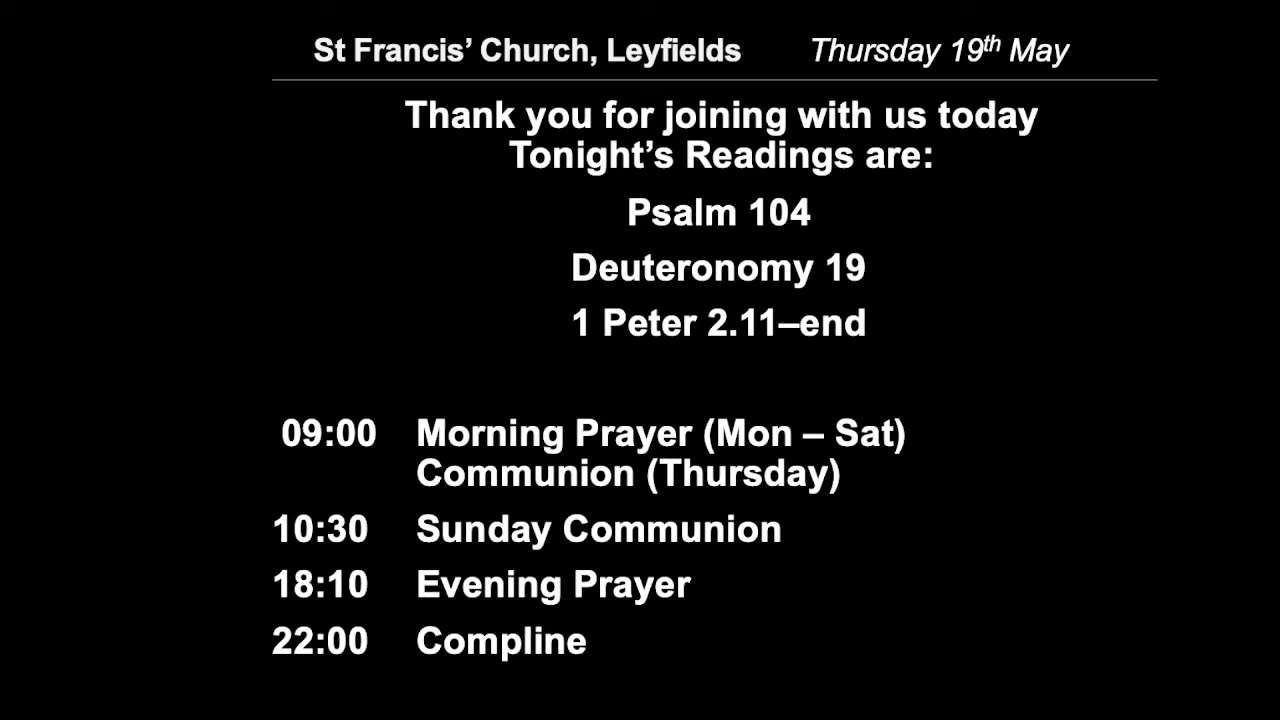 St Francis’ Church, Leyfields Thursday 19th May
Thank you for joining with us today
Tonight’s Readings are:
Psalm 104
Deuteronomy 19
1 Peter 2.11–end
09:00 Morning Prayer (Mon – Sat)
Communion (Thursday)
10:30 Sunday Communion
18:10 Evening Prayer
22:00 Compline